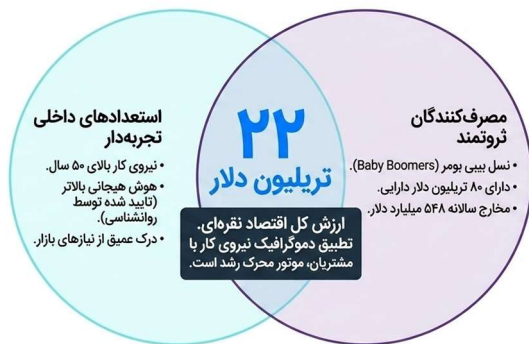 مصرف‌کنندگان
ثروتمند
• نسل بیبی بومر (Baby Boomers).
• دارای ۸۰ تریلیون دلار دارایی.
• مخارج سالانه ۵۴۸ میلیارد دلار.
۲۲
تریلیون دلار
ارزش کل اقتصاد نقره‌ای.
تطبیق دموگرافیک نیروی کار با
مشتریان، موتور محرک رشد است.
استعدادهای داخلی
تجربه‌دار
• نیروی کار بالای ۵۰ سال.
• هوش هیجانی بالاتر
(تایید شده توسط
روانشناسی).
• درک عمیق از نیازهای بازار.